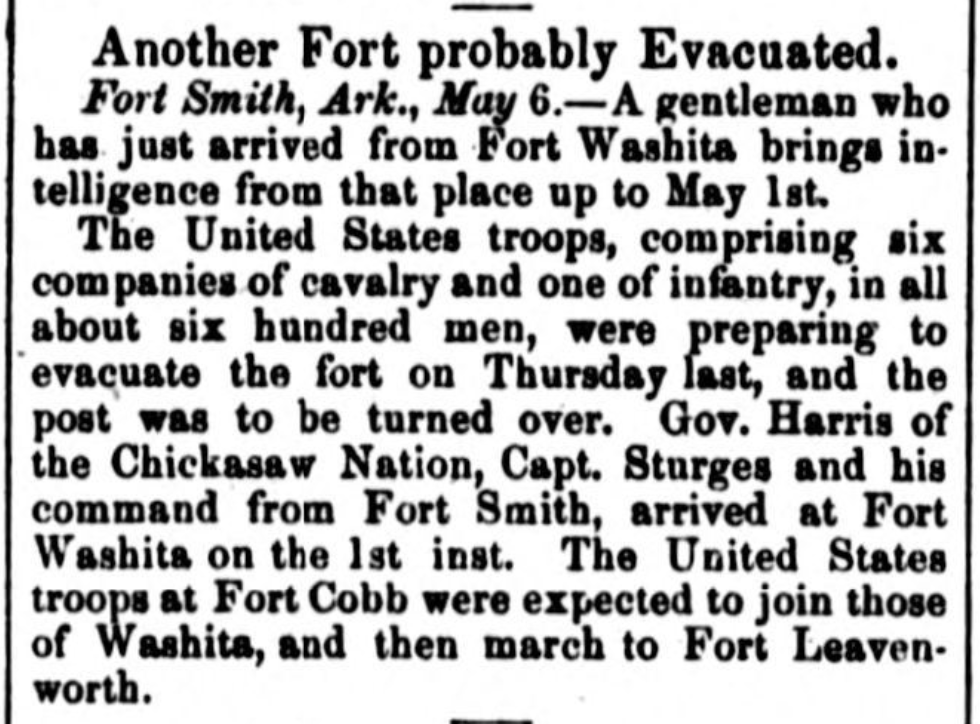 Another Fort probably Evacuated.
Fort Smith, Ark., May 6.—A gentleman who
has just arrived from Fort Washita brings in-
telligence from that place up to May 1st.
The United States troops, comprising six
companies of cavalry and one of infantry, in all
about six hundred men, were preparing to
evacuate the fort on Thursday last, and the
post was to be turned over. Gov. Harris of
the Chickasaw Nation, Capt. Sturges and his
command from Fort Smith, arrived at Fort
Washita on the 1st inst. The United States
troops at Fort Cobb were expected to join those
of Washita, and then march to Fort Leaven-
worth.